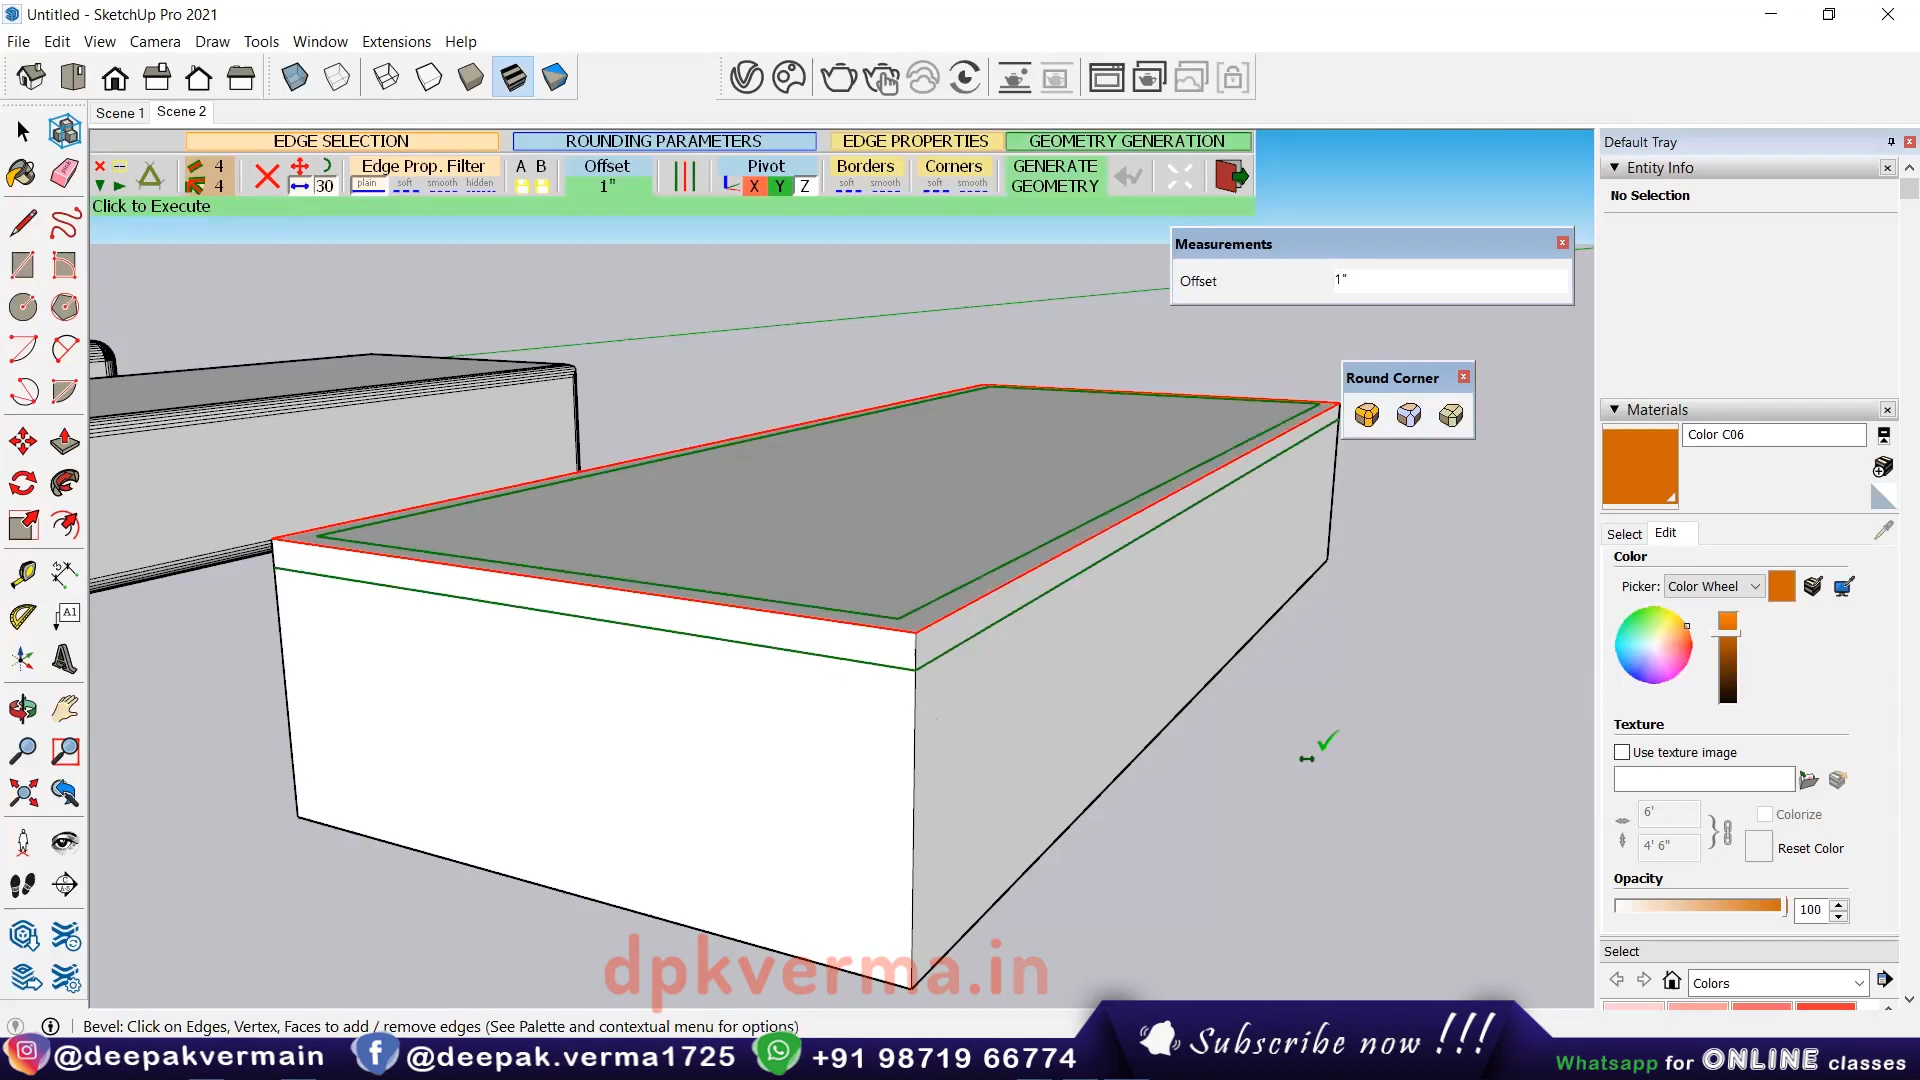 Untitled - SketchUp Pro 2021
File Edit View Camera Draw Tools Window Extensions Help
Scene 1 Scene 2
EDGE SELECTION ROUNDING PARAMETERS EDGE PROPERTIES GEOMETRY GENERATION
4 Edge Prop. Filter A B Offset Pivot Borders Corners GENERATE
4 30 plain soft smooth hidden 1" X Y Z soft smooth soft smooth GEOMETRY
Click to Execute
Measurements
Offset 1"
Round Corner
Default Tray
Entity Info
No Selection
Materials
Color C06
Select Edit
Color
Picker: Color Wheel
Texture
Use texture image
6' Colorize
4' 6" Reset Color
Opacity
100
Select
Colors
A1
dpkverma.in
Bevel: Click on Edges, Vertex, Faces to add / remove edges (See Palette and contextual menu for options)
@deepakvermain @deepak.verma1725 +91 98719 66774
Subscribe now !!!
Whatsapp for ONLINE classes